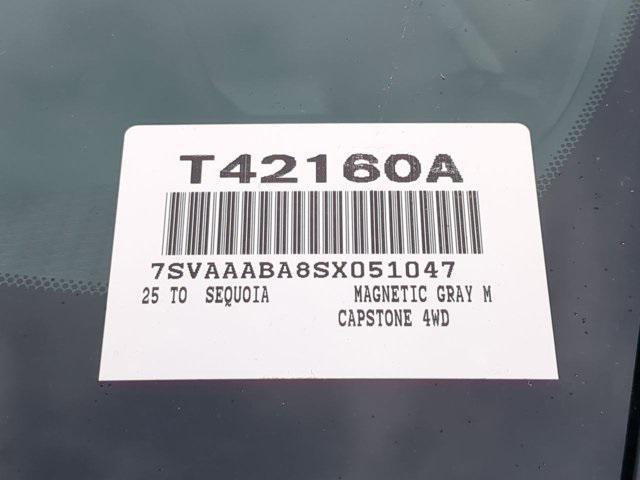 T42160A
7SVAAABA8SX051047
25 TO SEQUOIA MAGNETIC GRAY M
CAPSTONE 4WD